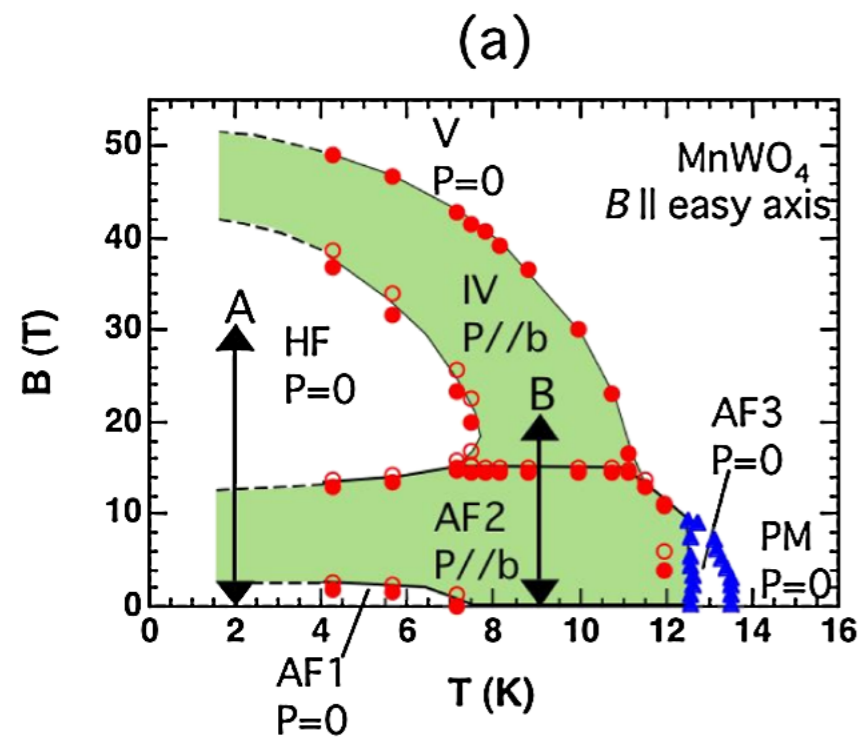 (a)
50
40
30
20
10
0
B (T)
V
P=0
MnWO₄
B || easy axis
IV
P//b
A
HF
P=0
B
AF3
P=0
AF2
P//b
PM
P=0
0 2 4 6 8 10 12 14 16
AF1
P=0
T (K)